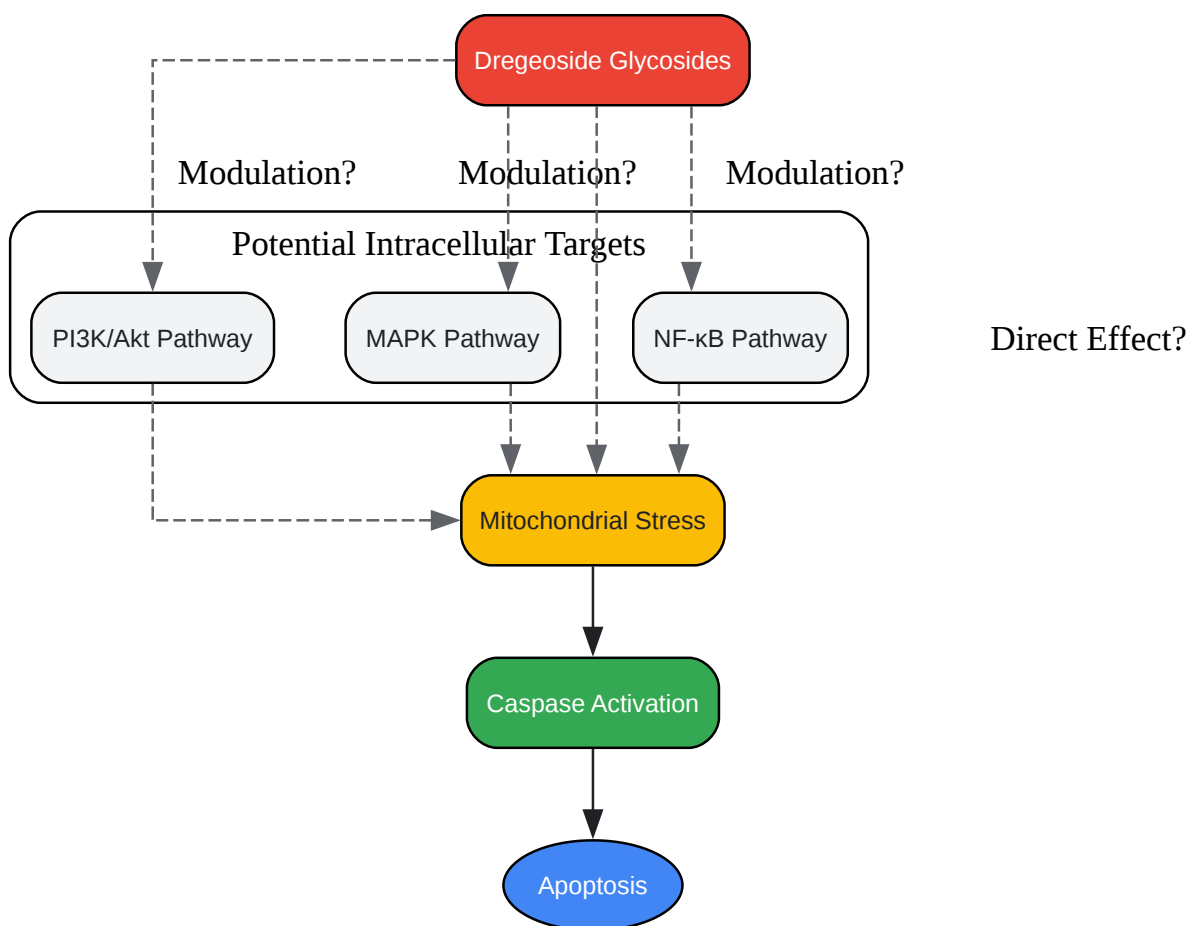 Dregeoside Glycosides
Modulation? Modulation? Modulation?
Potential Intracellular Targets
PI3K/Akt Pathway MAPK Pathway NF-κB Pathway
Direct Effect?
Mitochondrial Stress
Caspase Activation
Apoptosis